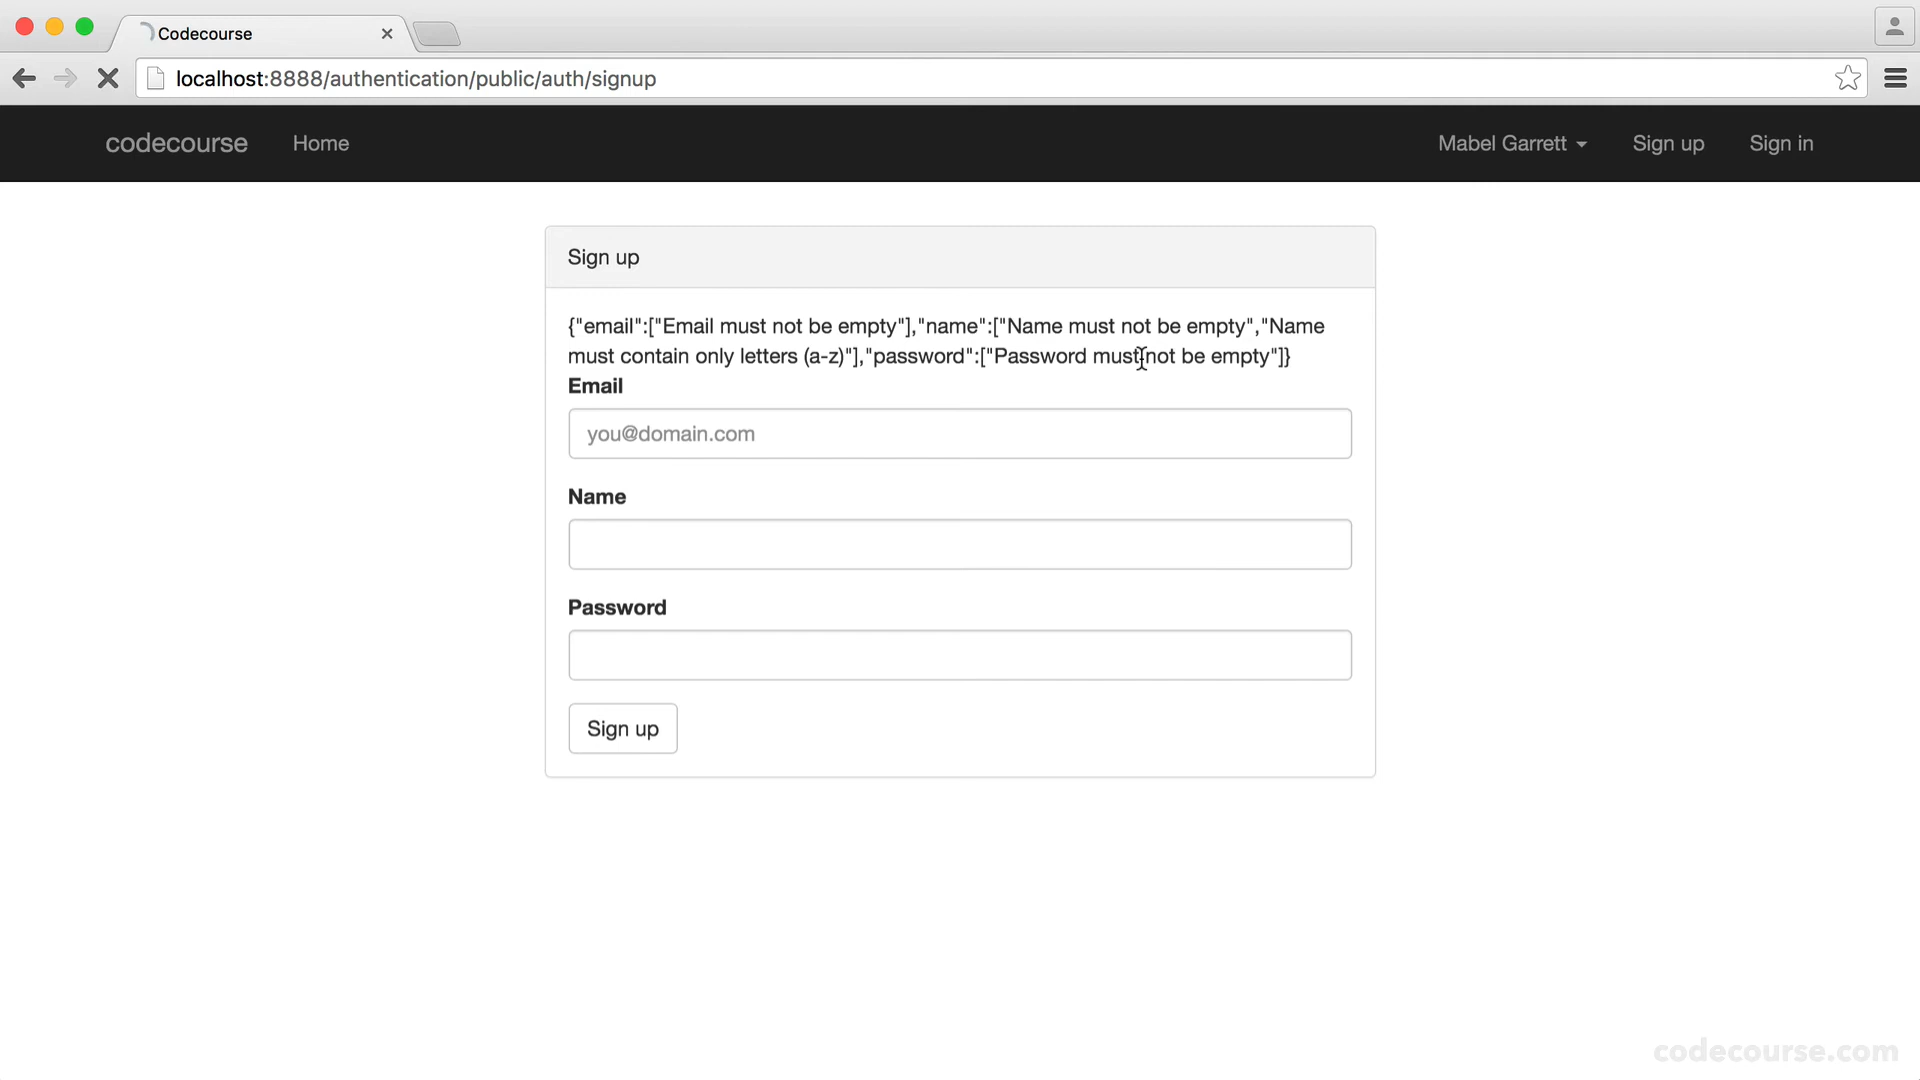 Codecourse
localhost:8888/authentication/public/auth/signup
codecourse Home Mabel Garrett Sign up Sign in
Sign up
{"email":["Email must not be empty"],"name":["Name must not be empty","Name
must contain only letters (a-z)"],"password":["Password must not be empty"]}
Email
you@domain.com
Name
Password
Sign up
codecourse.com